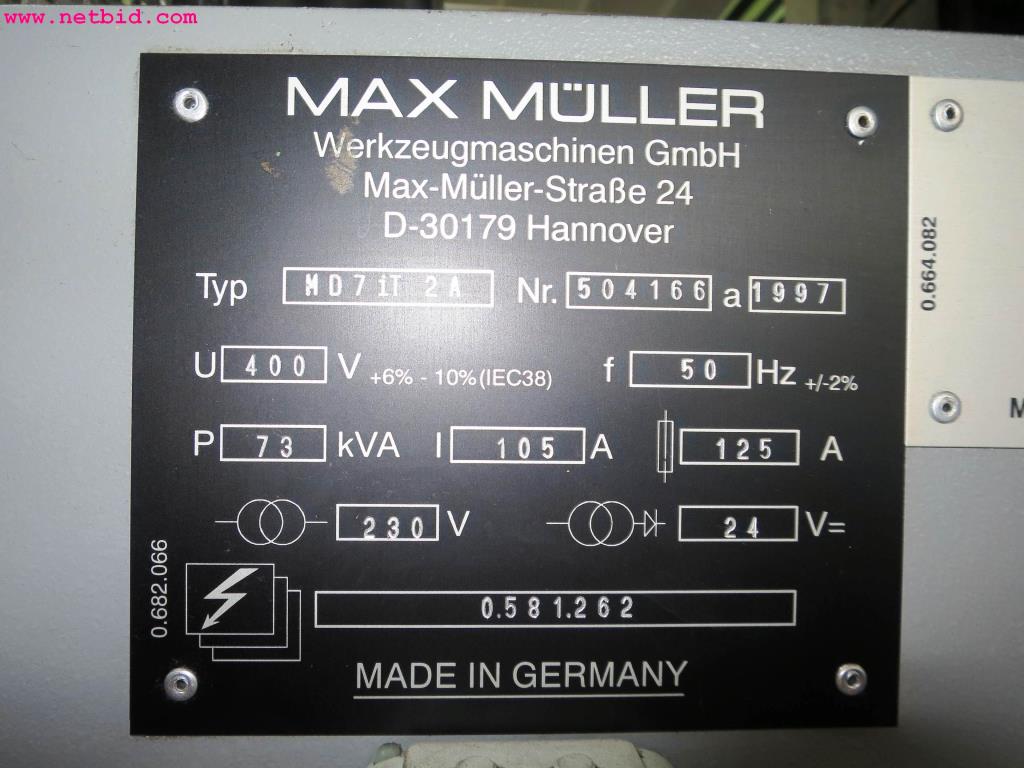 www.netbid.com
MAX MÜLLER
Werkzeugmaschinen GmbH
Max-Müller-Straße 24
D-30179 Hannover
Typ MD7iT 2A Nr. 504166 a 1997
U 400 V +6% - 10%(IEC38) f 50 Hz +/-2%
P 73 kVA I 105 A 125 A
230 V 24 V=
0.581.262
MADE IN GERMANY
0.682.066
0.664.082
M